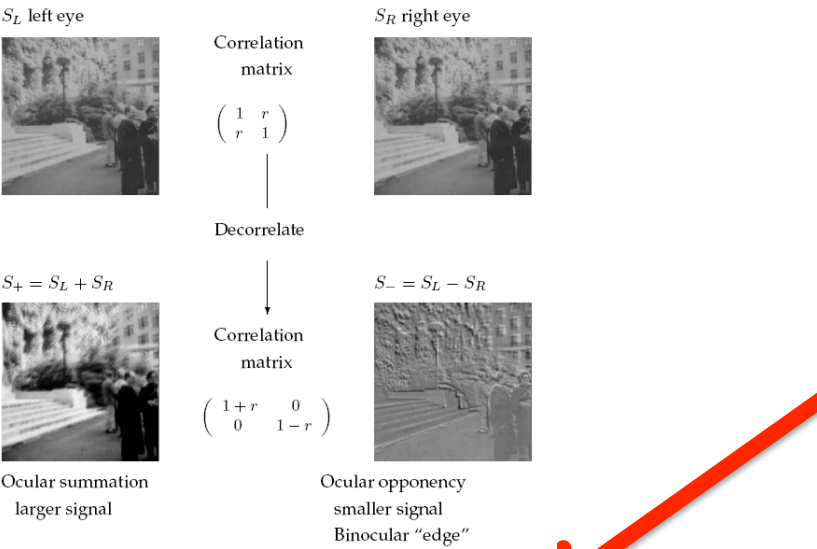 S_L left eye
S_R right eye
Correlation
matrix
( 1 r )
( r 1 )
Decorrelate
S_+ = S_L + S_R
S_− = S_L − S_R
Correlation
matrix
( 1 + r 0 )
( 0 1 − r )
Ocular summation
larger signal
Ocular opponency
smaller signal
Binocular “edge”